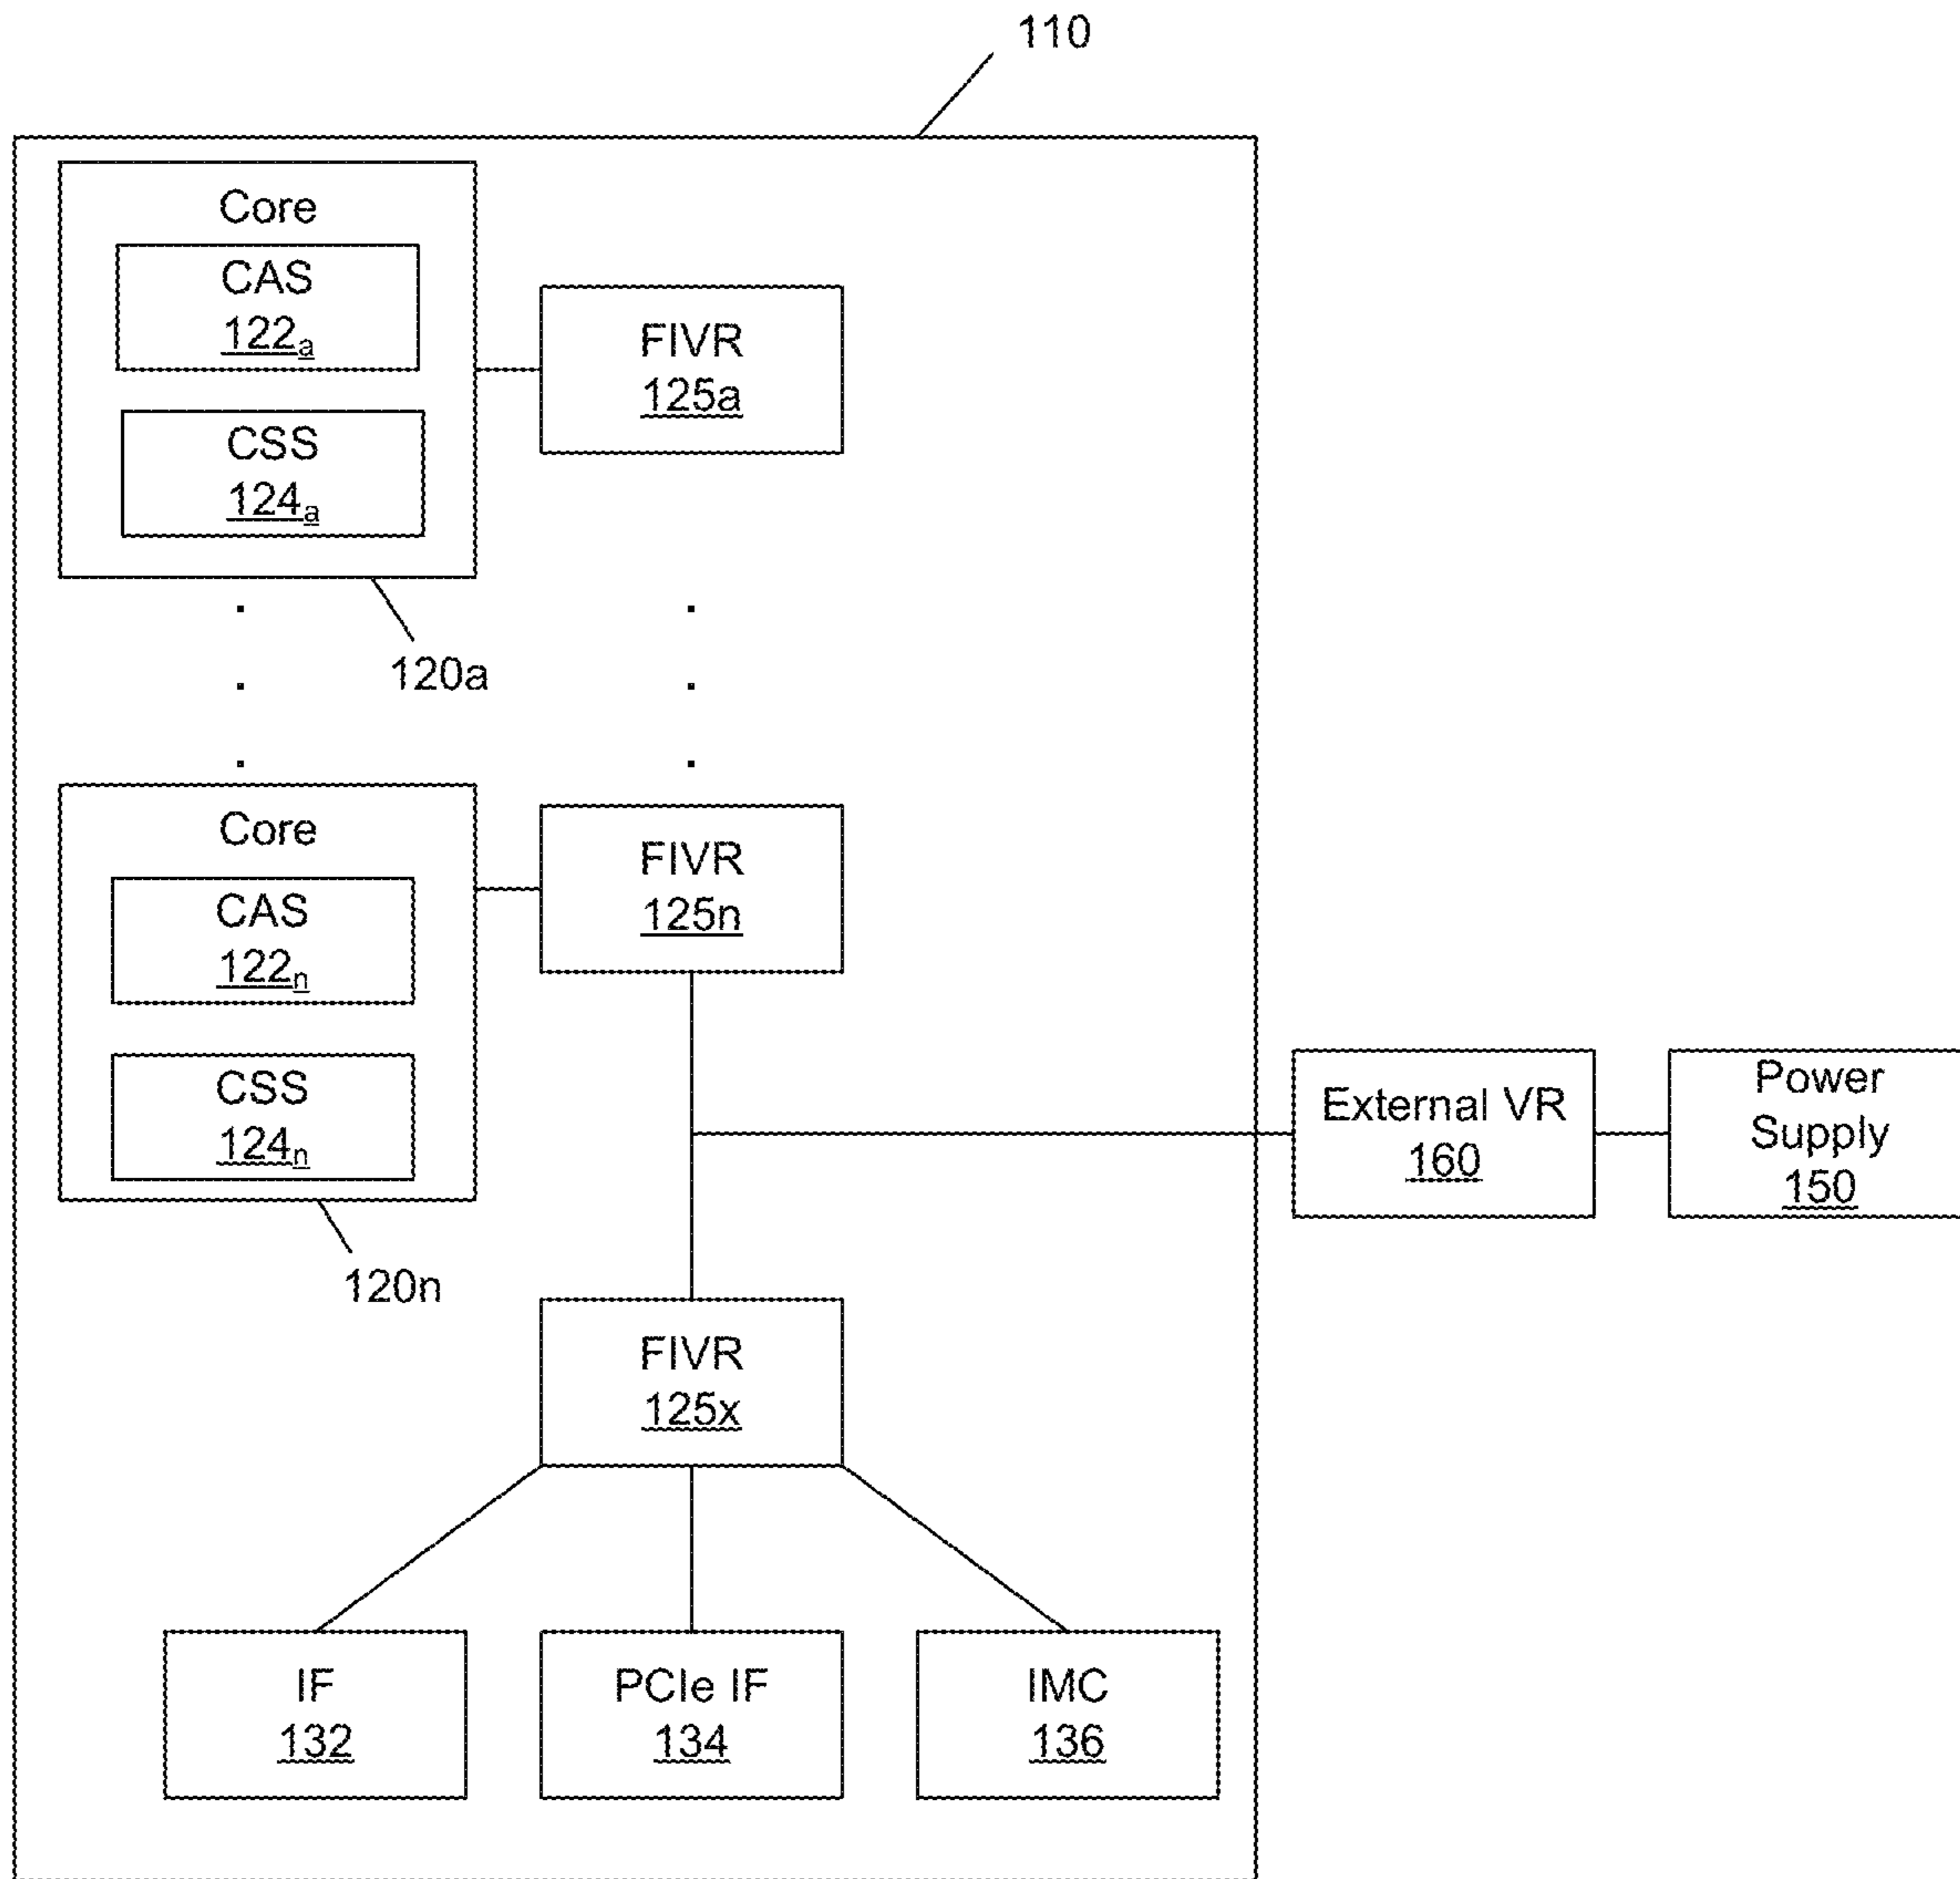 110
Core
CAS
122a
CSS
124a
FIVR
125a
120a
Core
CAS
122n
CSS
124n
FIVR
125n
120n
External VR
160
Power
Supply
150
FIVR
125x
IF
132
PCIe IF
134
IMC
136